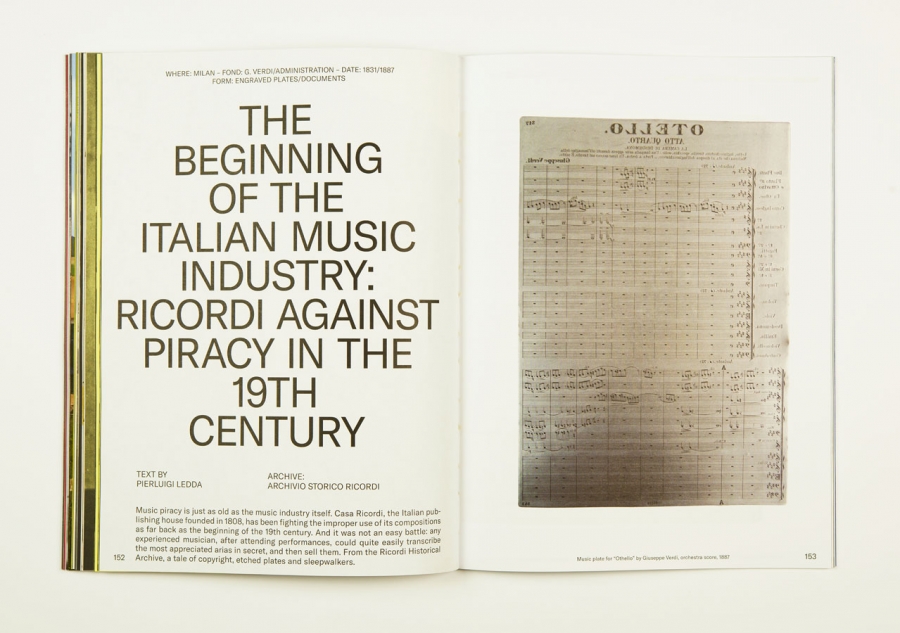 WHERE: MILAN – FOND: G. VERDI/ADMINISTRATION – DATE: 1831/1887
FORM: ENGRAVED PLATES/DOCUMENTS
THE
BEGINNING
OF THE
ITALIAN MUSIC
INDUSTRY:
RICORDI AGAINST
PIRACY IN THE
19TH
CENTURY
TEXT BY
PIERLUIGI LEDDA
ARCHIVE:
ARCHIVIO STORICO RICORDI
Music piracy is just as old as the music industry itself. Casa Ricordi, the Italian pub-
lishing house founded in 1808, has been fighting the improper use of its compositions
as far back as the beginning of the 19th century. And it was not an easy battle: any
experienced musician, after attending performances, could quite easily transcribe
the most appreciated arias in secret, and then sell them. From the Ricordi Historical
Archive, a tale of copyright, etched plates and sleepwalkers.
152
OTELLO.
ATTO QUARTO
Giuseppe Verdi.
Music plate for "Othello" by Giuseppe Verdi, orchestra score, 1887
153